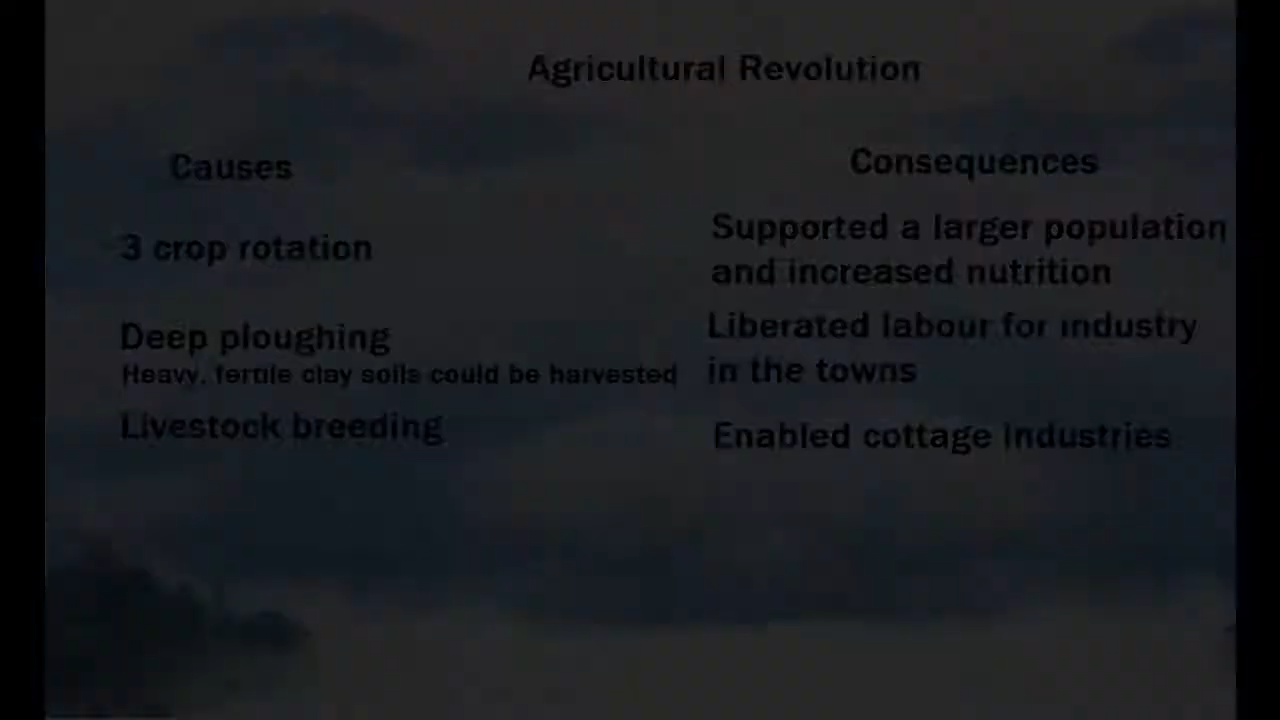 Agricultural Revolution
Causes
Consequences
3 crop rotation
Supported a larger population
and increased nutrition
Deep ploughing
Heavy, fertile clay soils could be harvested
Liberated labour for industry
in the towns
Livestock breeding
Enabled cottage industries